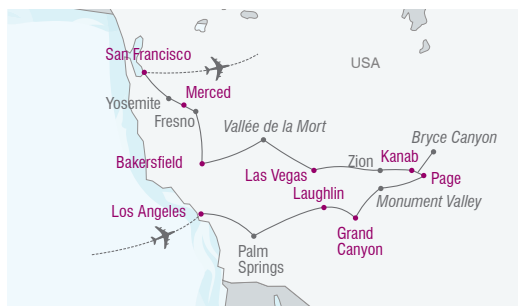 San Francisco
USA
Merced
Yosemite
Fresno
Vallée de la Mort
Bryce Canyon
Bakersfield
Las Vegas
Zion
Kanab
Page
Laughlin
Monument Valley
Los Angeles
Grand
Canyon
Palm
Springs